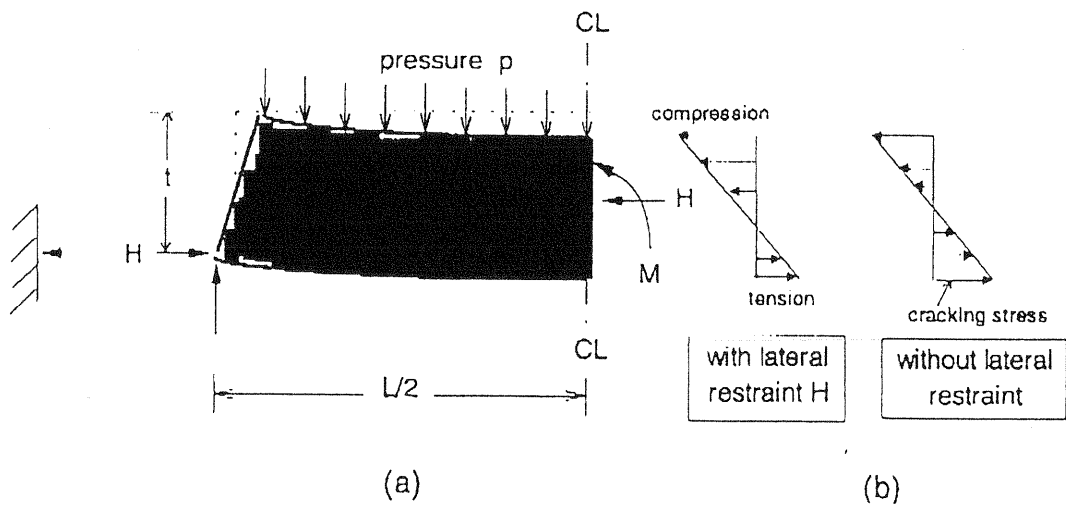 CL
pressure p
compression
t
H
H
M
tension
cracking stress
CL
with lateral
restraint H
without lateral
restraint
L/2
(a)
(b)